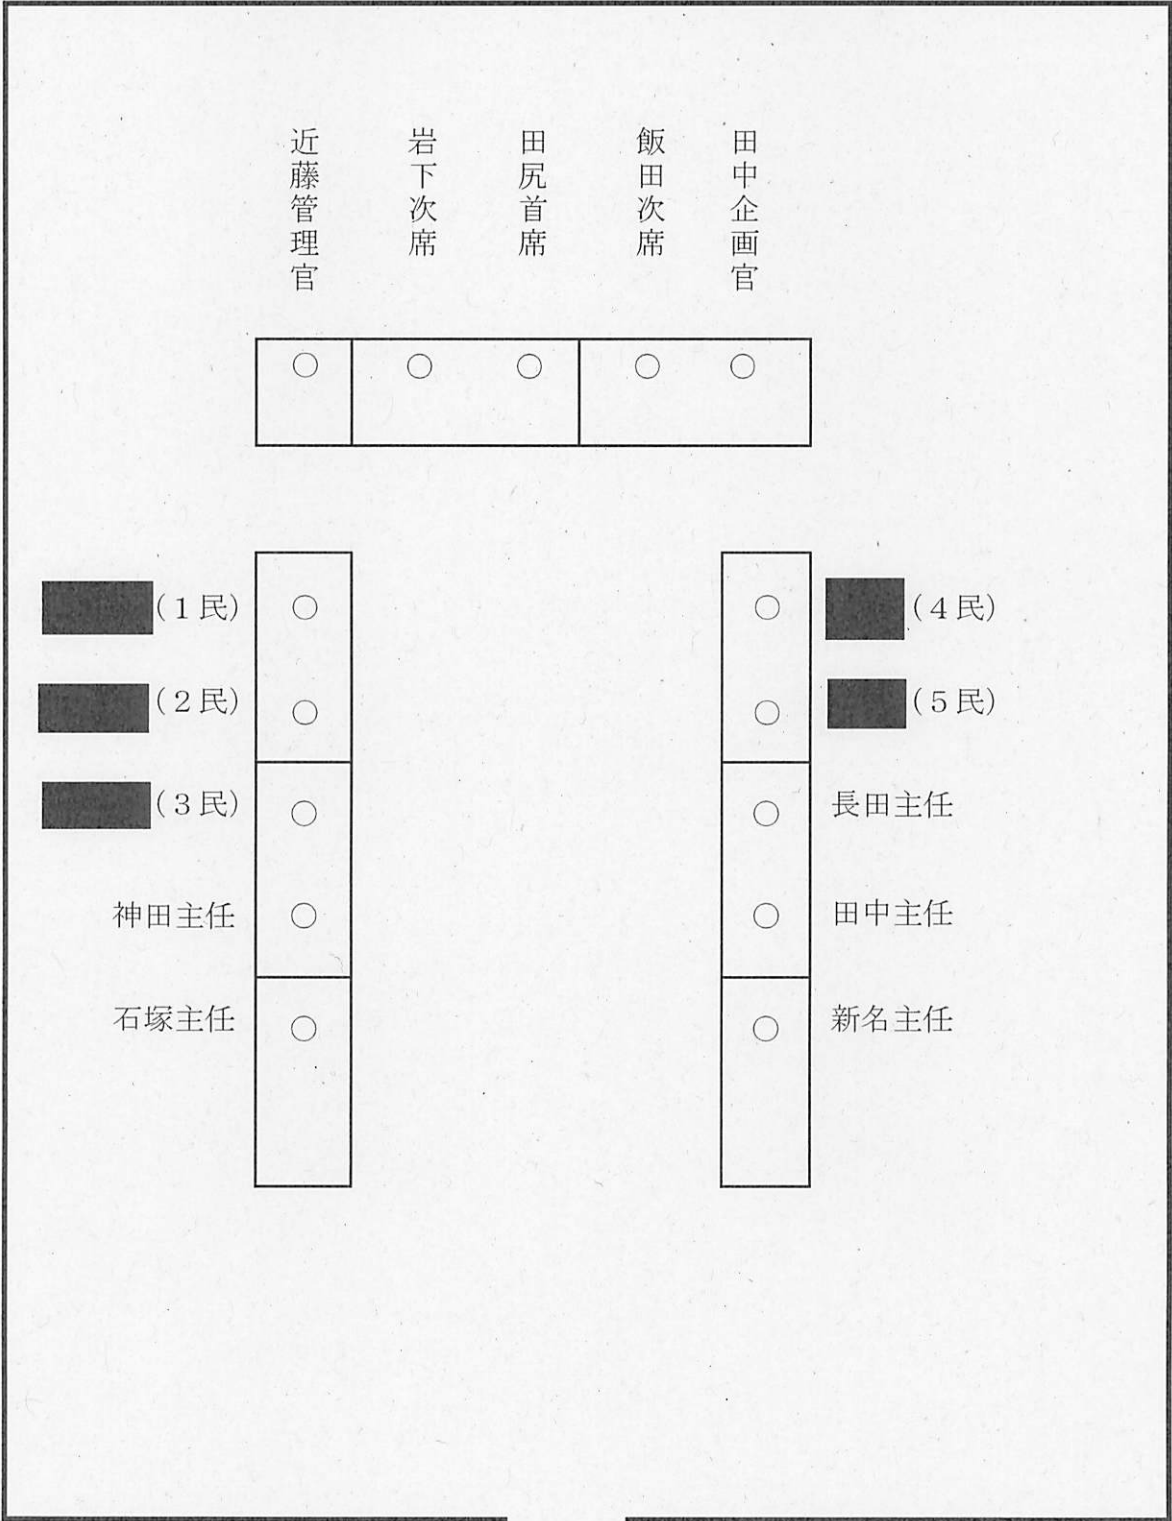 近藤管理官
岩下次席
田尻首席
飯田次席
田中企画官
(1民)
(2民)
(3民)
神田主任
石塚主任
(4民)
(5民)
長田主任
田中主任
新名主任